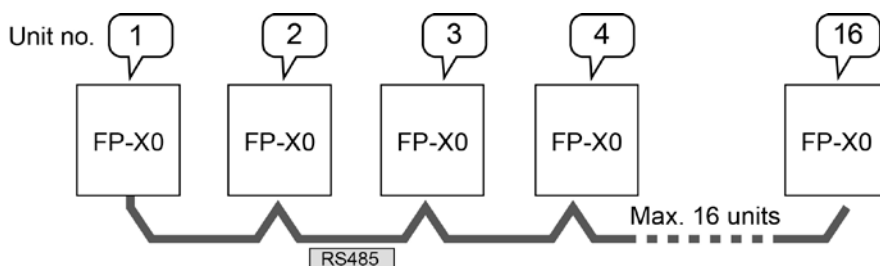 Unit no. 1 2 3 4 16
FP-X0 FP-X0 FP-X0 FP-X0 FP-X0
Max. 16 units
RS485